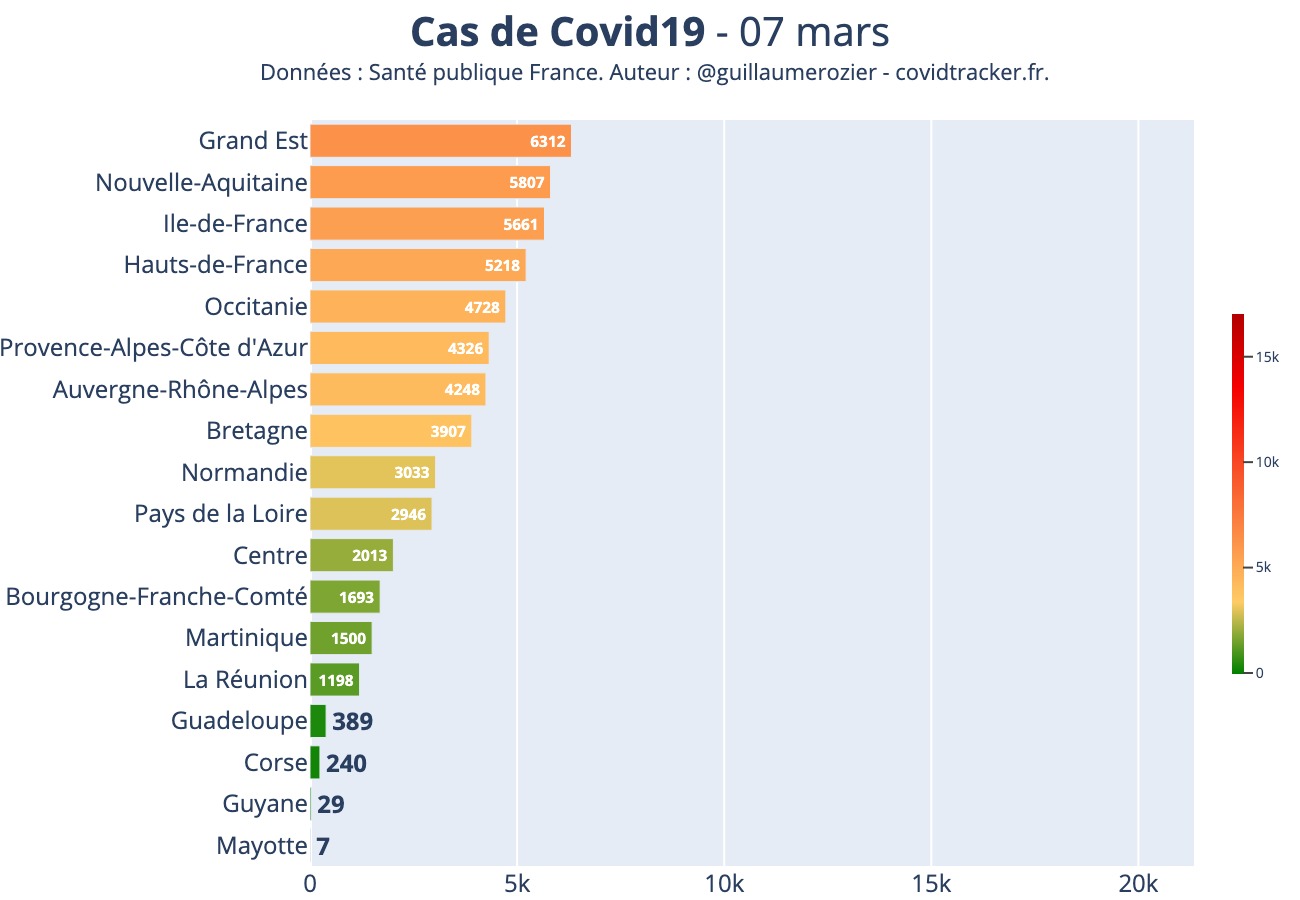 Cas de Covid19 - 07 mars
Données : Santé publique France. Auteur : @guillaumerozier - covidtracker.fr.
Grand Est 6312
Nouvelle-Aquitaine 5807
Ile-de-France 5661
Hauts-de-France 5218
Occitanie 4728
Provence-Alpes-Côte d'Azur 4326
Auvergne-Rhône-Alpes 4248
Bretagne 3907
Normandie 3033
Pays de la Loire 2946
Centre 2013
Bourgogne-Franche-Comté 1693
Martinique 1500
La Réunion 1198
Guadeloupe 389
Corse 240
Guyane 29
Mayotte 7
0 5k 10k 15k 20k
15k
10k
5k
0